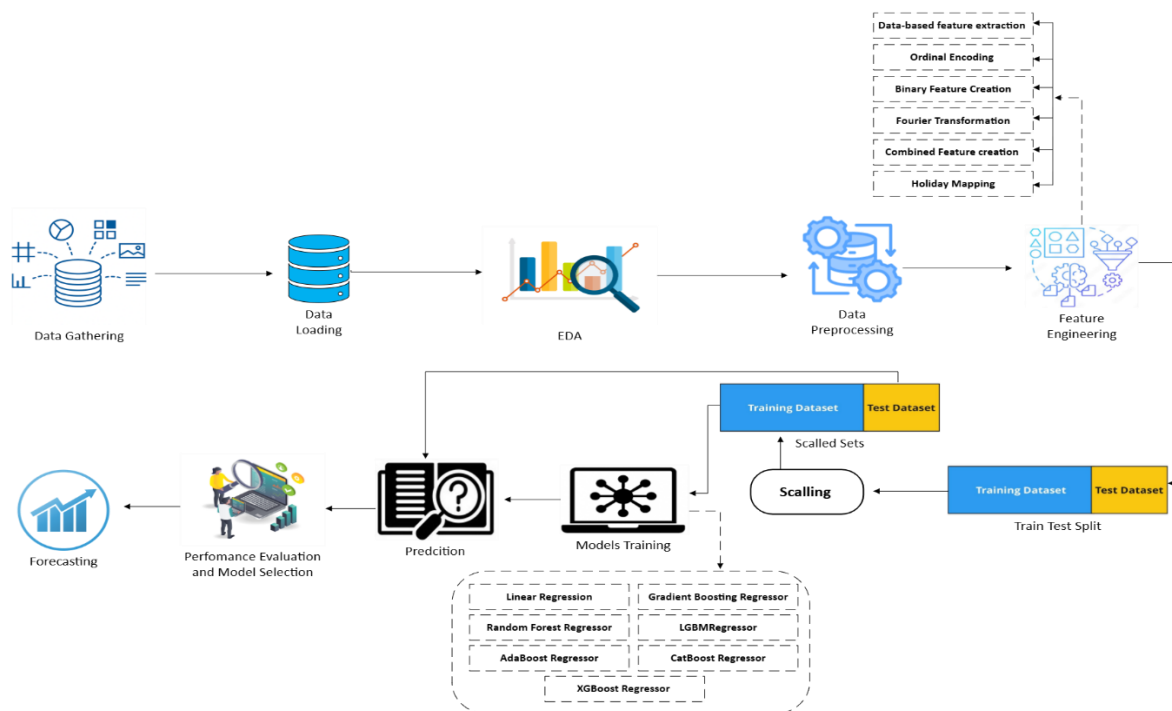 Data-based feature extraction
Ordinal Encoding
Binary Feature Creation
Fourier Transformation
Combined Feature creation
Holiday Mapping
Data Gathering
Data
Loading
EDA
Data
Preprocessing
Feature
Engineering
Training Dataset
Test Dataset
Scalled Sets
Scalling
Training Dataset
Test Dataset
Train Test Split
Models Training
Predcition
Perfomance Evaluation
and Model Selection
Forecasting
Linear Regression
Gradient Boosting Regressor
Random Forest Regressor
LGBMRegressor
AdaBoost Regressor
CatBoost Regressor
XGBoost Regressor